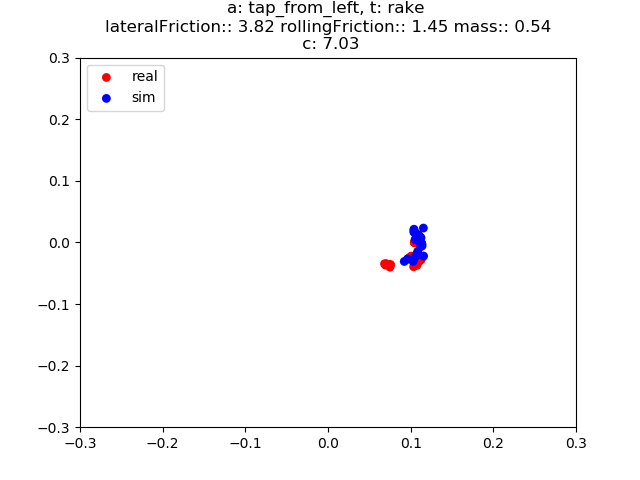 a: tap_from_left, t: rake
lateralFriction:: 3.82 rollingFriction:: 1.45 mass:: 0.54
c: 7.03
real
sim
0.3
0.2
0.1
0.0
−0.1
−0.2
−0.3
−0.3 −0.2 −0.1 0.0 0.1 0.2 0.3